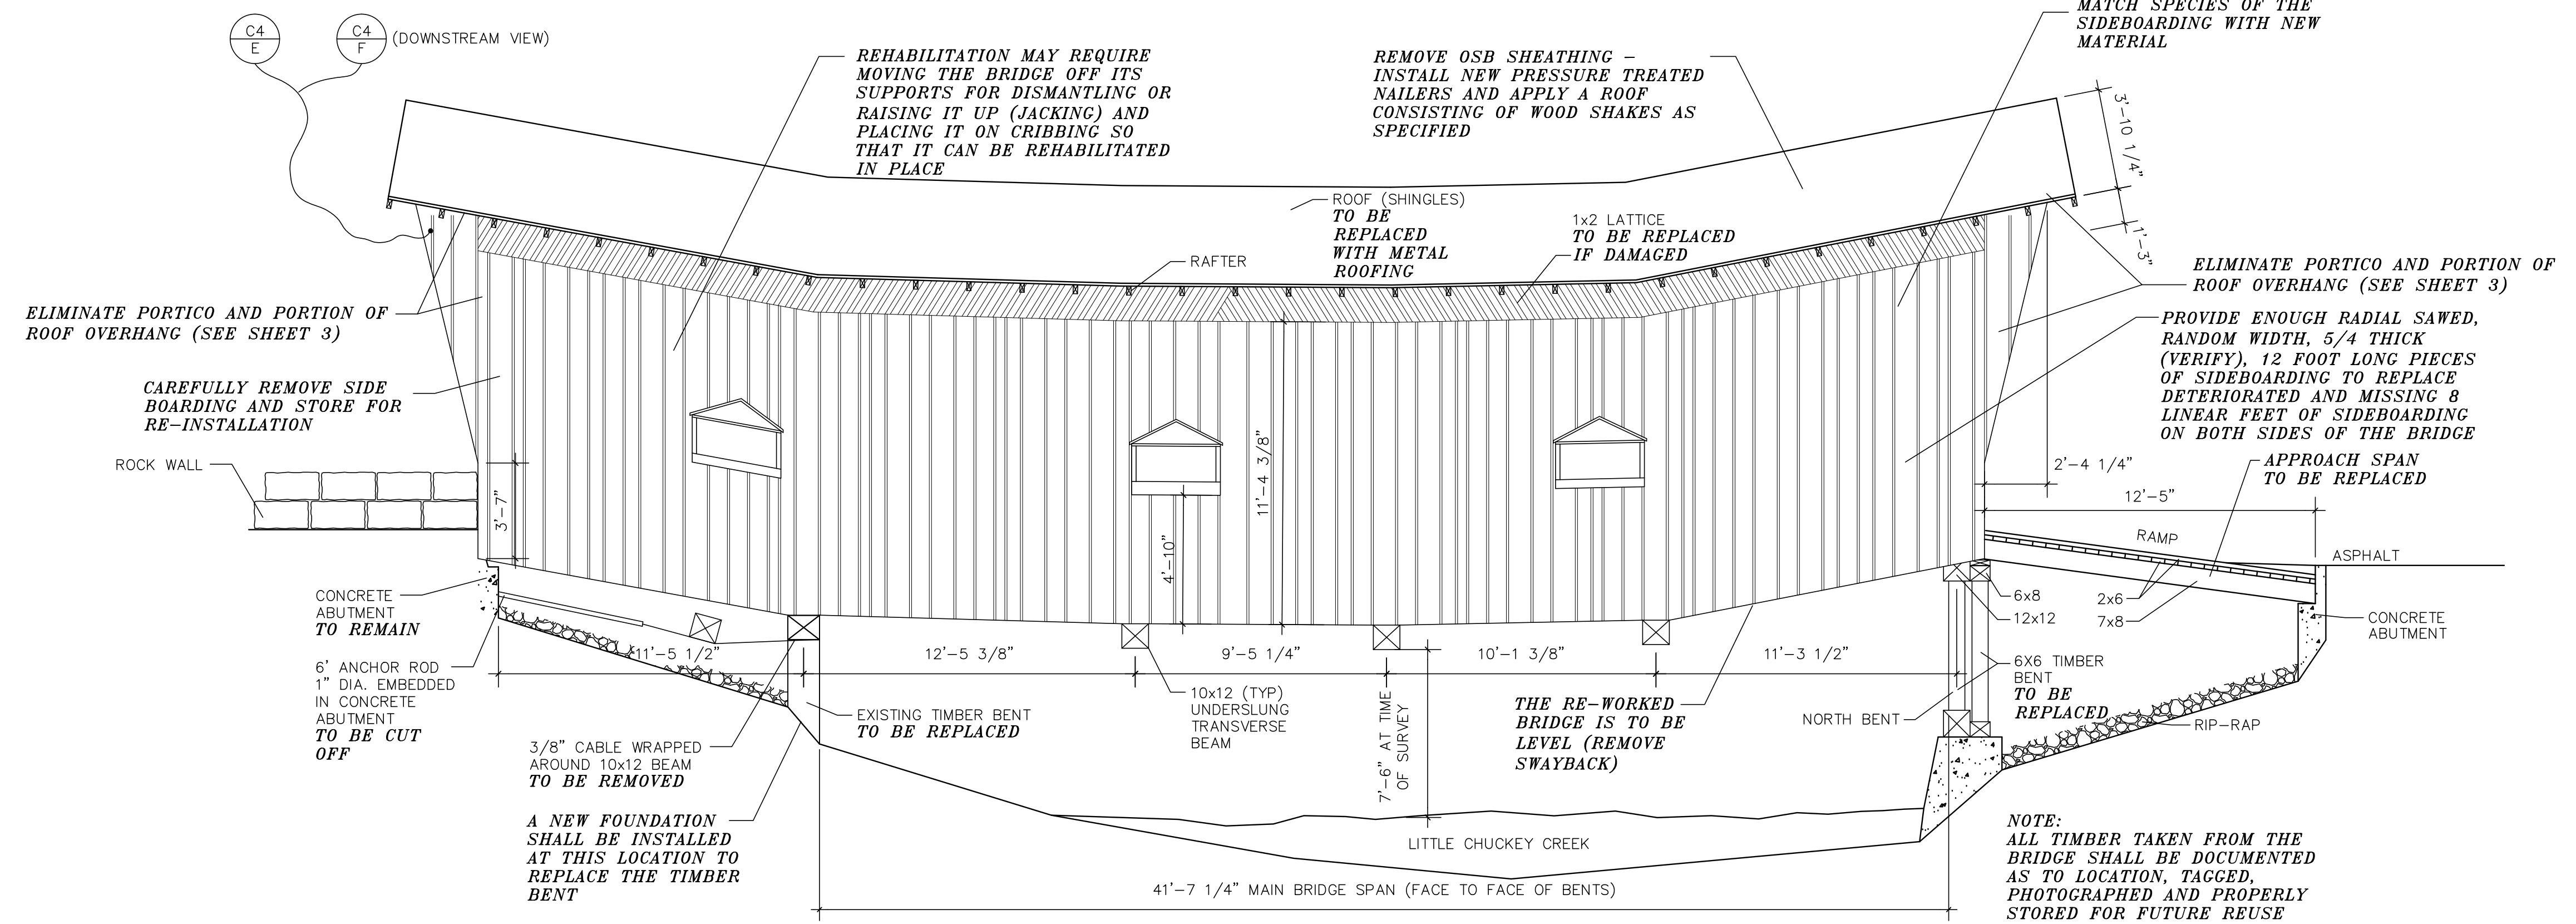 C4
E
C4
F
(DOWNSTREAM VIEW)
REHABILITATION MAY REQUIRE
MOVING THE BRIDGE OFF ITS
SUPPORTS FOR DISMANTLING OR
RAISING IT UP (JACKING) AND
PLACING IT ON CRIBBING SO
THAT IT CAN BE REHABILITATED
IN PLACE
REMOVE OSB SHEATHING –
INSTALL NEW PRESSURE TREATED
NAILERS AND APPLY A ROOF
CONSISTING OF WOOD SHAKES AS
SPECIFIED
MATCH SPECIES OF THE
SIDEBOARDING WITH NEW
MATERIAL
3'-10 1/4"
1'-3"
ROOF (SHINGLES)
TO BE
REPLACED
WITH METAL
ROOFING
1x2 LATTICE
TO BE REPLACED
IF DAMAGED
RAFTER
ELIMINATE PORTICO AND PORTION OF
ROOF OVERHANG (SEE SHEET 3)
ELIMINATE PORTICO AND PORTION OF
ROOF OVERHANG (SEE SHEET 3)
CAREFULLY REMOVE SIDE
BOARDING AND STORE FOR
RE-INSTALLATION
PROVIDE ENOUGH RADIAL SAWED,
RANDOM WIDTH, 5/4 THICK
(VERIFY), 12 FOOT LONG PIECES
OF SIDEBOARDING TO REPLACE
DETERIORATED AND MISSING 8
LINEAR FEET OF SIDEBOARDING
ON BOTH SIDES OF THE BRIDGE
ROCK WALL
3'-7"
4'-10"
11'-4 3/8"
2'-4 1/4"
APPROACH SPAN
TO BE REPLACED
12'-5"
RAMP
ASPHALT
CONCRETE
ABUTMENT
TO REMAIN
6' ANCHOR ROD
1" DIA. EMBEDDED
IN CONCRETE
ABUTMENT
TO BE CUT
OFF
11'-5 1/2"
12'-5 3/8"
9'-5 1/4"
10'-1 3/8"
11'-3 1/2"
6x8
12x12
2x6
7x8
CONCRETE
ABUTMENT
6X6 TIMBER
BENT
TO BE
REPLACED
NORTH BENT
RIP-RAP
EXISTING TIMBER BENT
TO BE REPLACED
10x12 (TYP)
UNDERSLUNG
TRANSVERSE
BEAM
7'-6" AT TIME
OF SURVEY
THE RE-WORKED
BRIDGE IS TO BE
LEVEL (REMOVE
SWAYBACK)
3/8" CABLE WRAPPED
AROUND 10x12 BEAM
TO BE REMOVED
A NEW FOUNDATION
SHALL BE INSTALLED
AT THIS LOCATION TO
REPLACE THE TIMBER
BENT
LITTLE CHUCKEY CREEK
41'-7 1/4" MAIN BRIDGE SPAN (FACE TO FACE OF BENTS)
NOTE:
ALL TIMBER TAKEN FROM THE
BRIDGE SHALL BE DOCUMENTED
AS TO LOCATION, TAGGED,
PHOTOGRAPHED AND PROPERLY
STORED FOR FUTURE REUSE